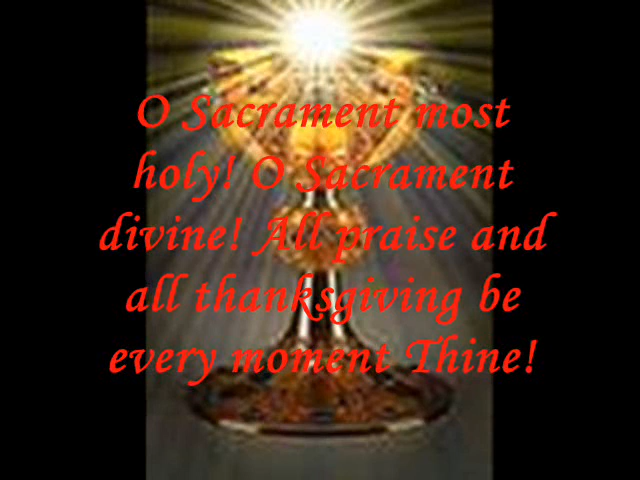 O Sacrament most
holy! O Sacrament
divine! All praise and
all thanksgiving be
every moment Thine!